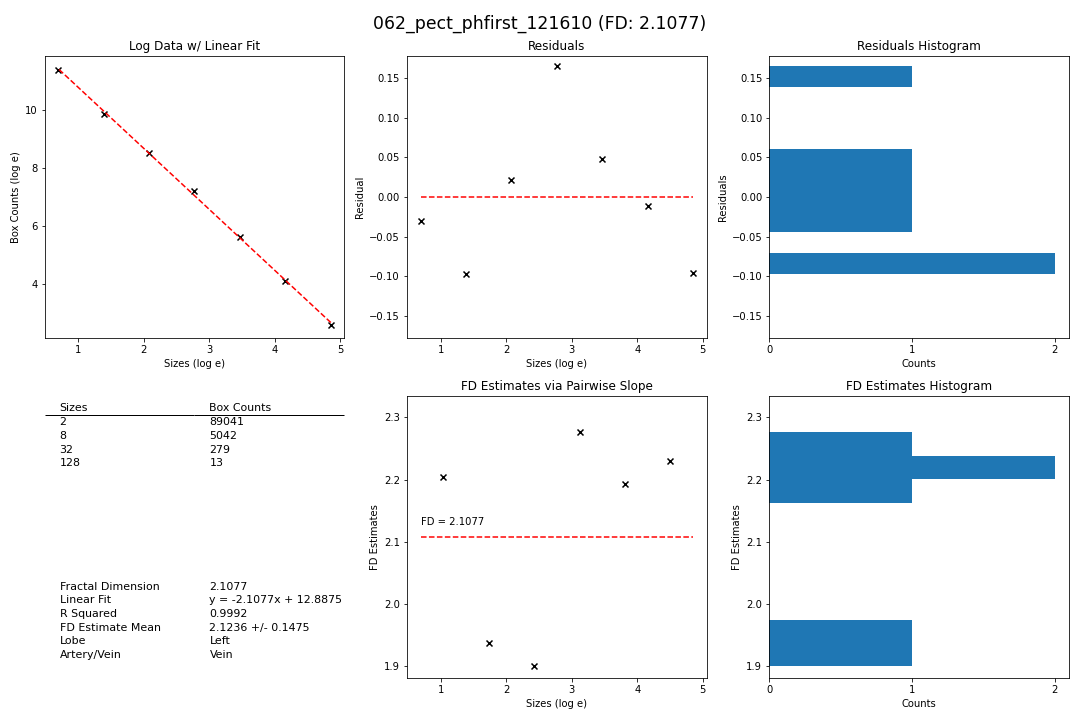 062_pect_phfirst_121610 (FD: 2.1077)
Log Data w/ Linear Fit
Box Counts (log e)
10
8
6
4
1 2 3 4 5
Sizes (log e)
Residuals
Residual
0.15
0.10
0.05
0.00
−0.05
−0.10
−0.15
1 2 3 4 5
Sizes (log e)
Residuals Histogram
Residuals
0.15
0.10
0.05
0.00
−0.05
−0.10
−0.15
0 1 2
Counts
Sizes Box Counts
2 89041
8 5042
32 279
128 13
Fractal Dimension 2.1077
Linear Fit y = -2.1077x + 12.8875
R Squared 0.9992
FD Estimate Mean 2.1236 +/- 0.1475
Lobe Left
Artery/Vein Vein
FD Estimates via Pairwise Slope
FD Estimates
2.3
2.2
2.1
2.0
1.9
FD = 2.1077
1 2 3 4 5
Sizes (log e)
FD Estimates Histogram
FD Estimates
2.3
2.2
2.1
2.0
1.9
0 1 2
Counts